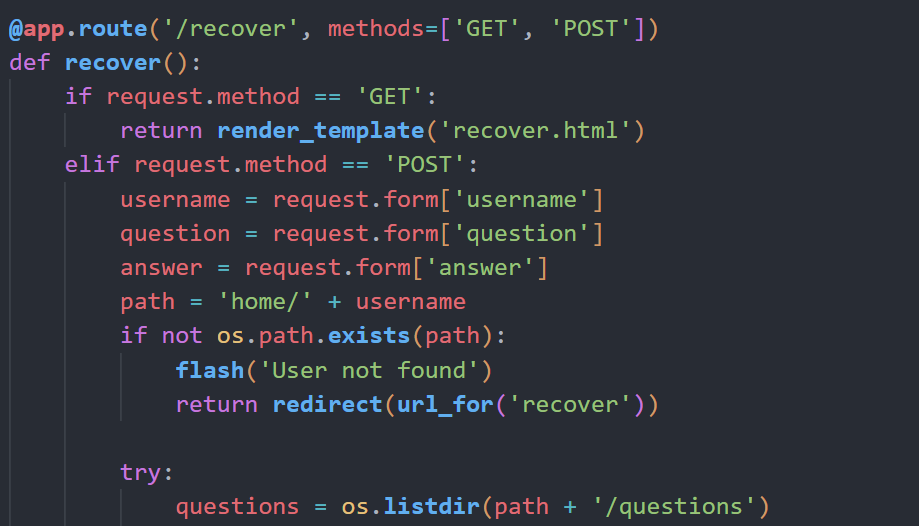 @app.route('/recover', methods=['GET', 'POST'])
def recover():
    if request.method == 'GET':
        return render_template('recover.html')
    elif request.method == 'POST':
        username = request.form['username']
        question = request.form['question']
        answer = request.form['answer']
        path = 'home/' + username
        if not os.path.exists(path):
            flash('User not found')
            return redirect(url_for('recover'))

        try:
            questions = os.listdir(path + '/questions')